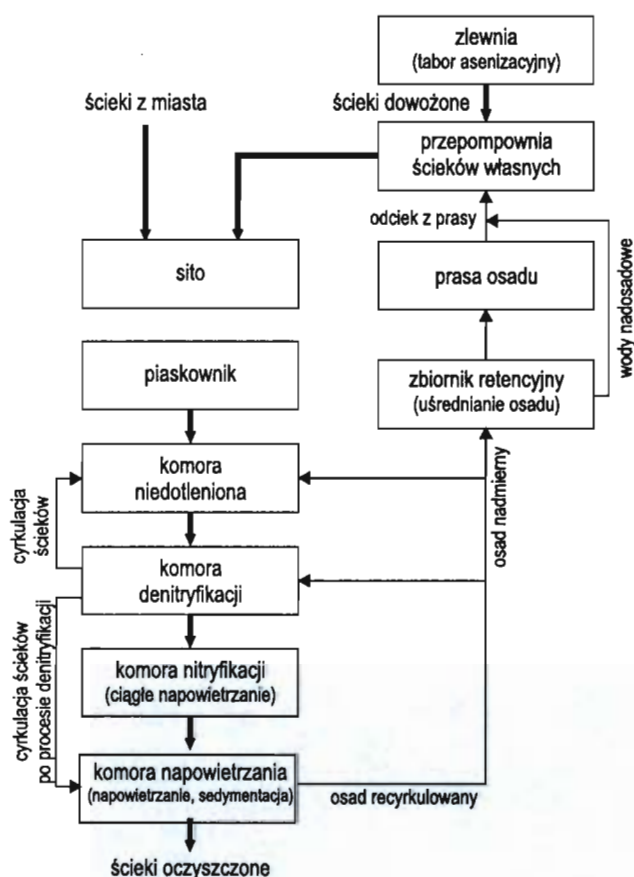 zlewnia
(tabor asenizacyjny)
ścieki z miasta
ścieki dowożone
przepompownia
ścieków własnych
odciek z prasy
sito
prasa osadu
wody nadosadowe
piaskownik
zbiornik retencyjny
(uśrednianie osadu)
komora
niedotleniona
osad nadmierny
cyrkulacja
ścieków
komora
denitryfikacji
cyrkulacja ścieków
po procesie denitryfikacji
komora nitryfikacji
(ciągłe napowietrzanie)
komora napowietrzania
(napowietrzanie, sedymentacja)
osad recyrkulowany
ścieki oczyszczone